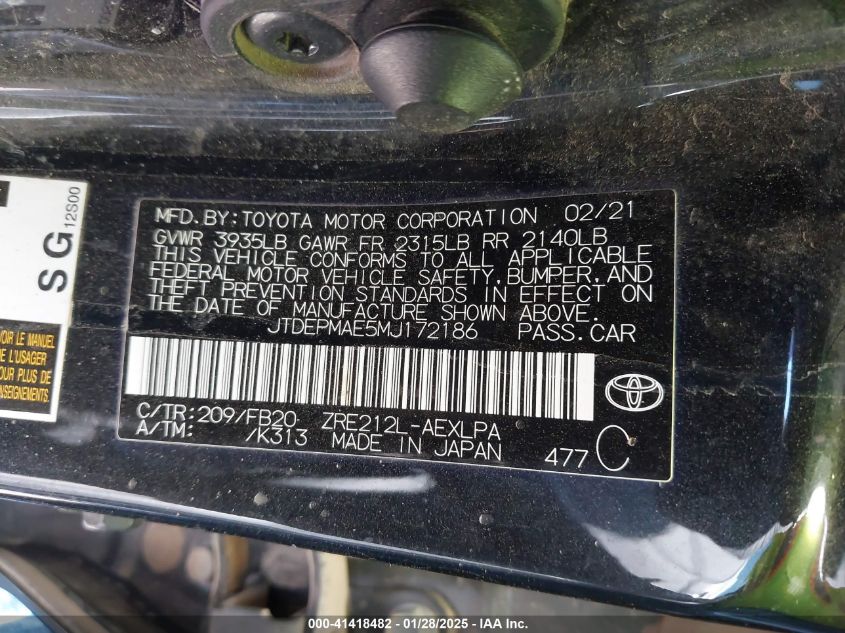 MFD.BY:TOYOTA MOTOR CORPORATION 02/21
GVWR 3935LB GAWR FR 2315LB RR 2140LB
THIS VEHICLE CONFORMS TO ALL APPLICABLE
FEDERAL MOTOR VEHICLE SAFETY, BUMPER, AND
THEFT PREVENTION STANDARDS IN EFFECT ON
THE DATE OF MANUFACTURE SHOWN ABOVE.
JTDEPMAE5MJ172186 PASS.CAR
C/TR:209/FB20 ZRE212L-AEXLPA
A/TM: /K313 MADE IN JAPAN
477 C
SG
12S00
OIR LE MANUEL
E L'USAGER
OUR PLUS DE
NSEIGNEMENTS.
000-41418482 - 01/28/2025 - IAA Inc.